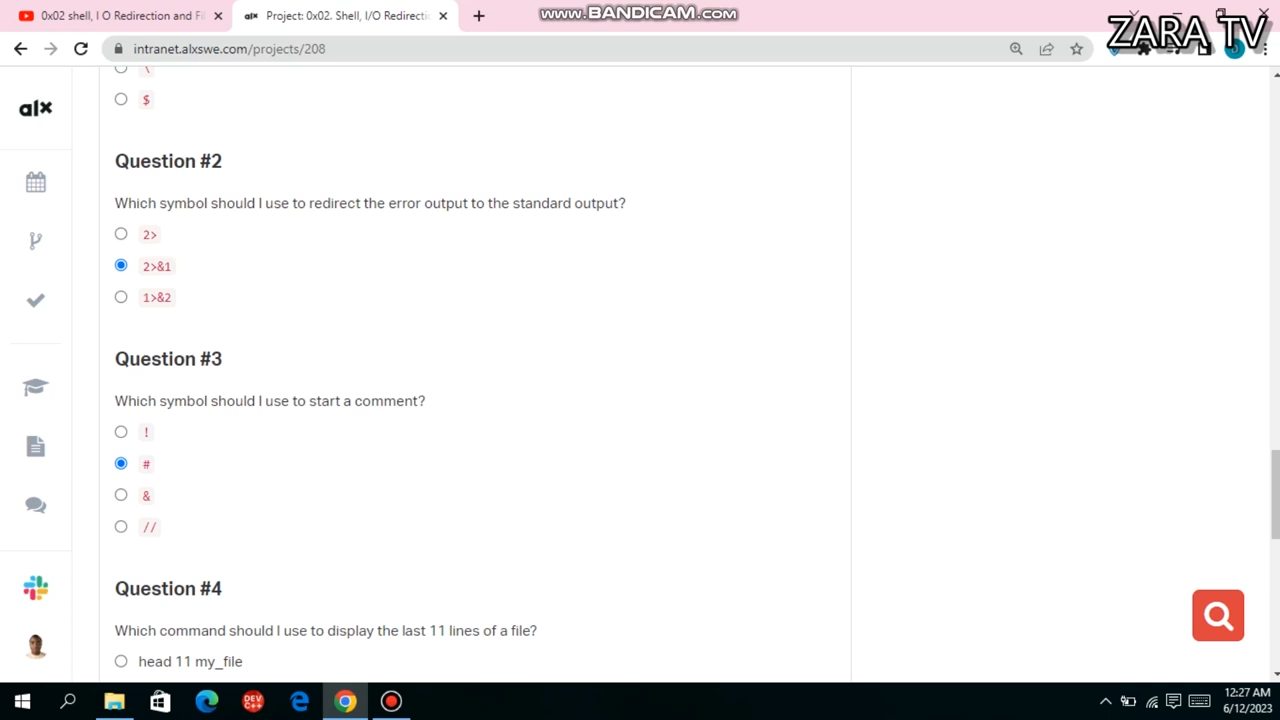 0x02 shell, I O Redirection and Fi
Project: 0x02. Shell, I/O Redirecti
www.BANDICAM.com
ZARA TV
intranet.alxswe.com/projects/208
\
$
alx
Question #2
Which symbol should I use to redirect the error output to the standard output?
2>
2>&1
1>&2
Question #3
Which symbol should I use to start a comment?
!
#
&
//
Question #4
Which command should I use to display the last 11 lines of a file?
head 11 my_file
DEV C++
12:27 AM
6/12/2023